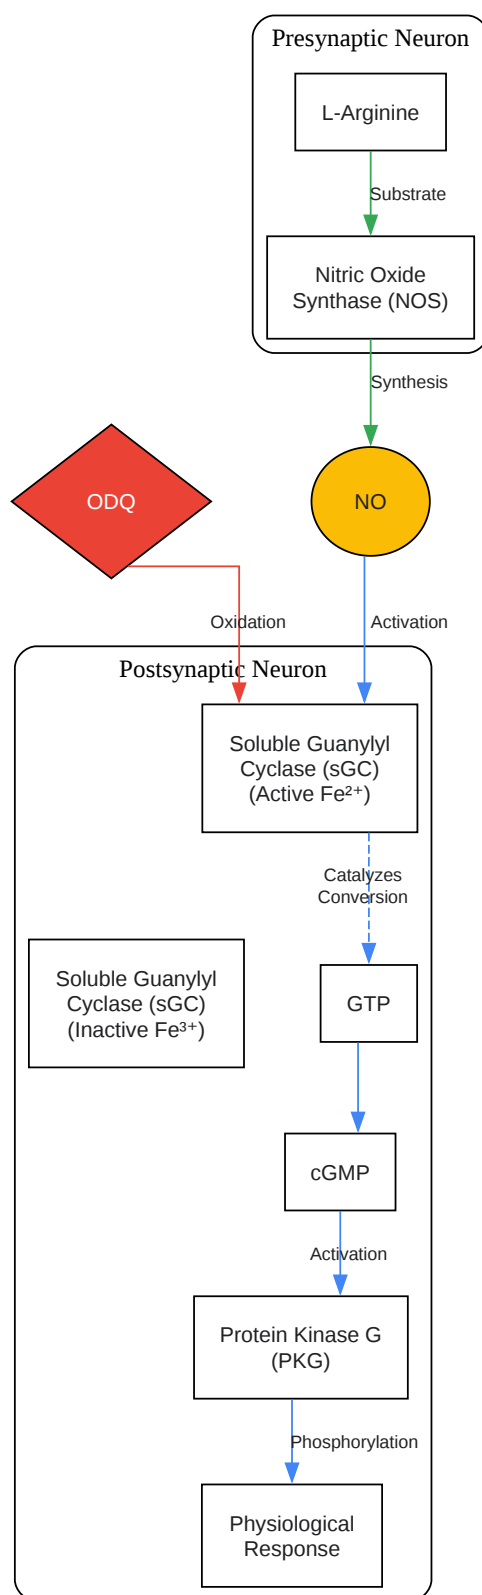 Presynaptic Neuron
L-Arginine
Substrate
Nitric Oxide
Synthase (NOS)
Synthesis
ODQ
NO
Oxidation
Activation
Postsynaptic Neuron
Soluble Guanylyl
Cyclase (sGC)
(Active Fe²⁺)
Catalyzes
Conversion
Soluble Guanylyl
Cyclase (sGC)
(Inactive Fe³⁺)
GTP
cGMP
Activation
Protein Kinase G
(PKG)
Phosphorylation
Physiological
Response